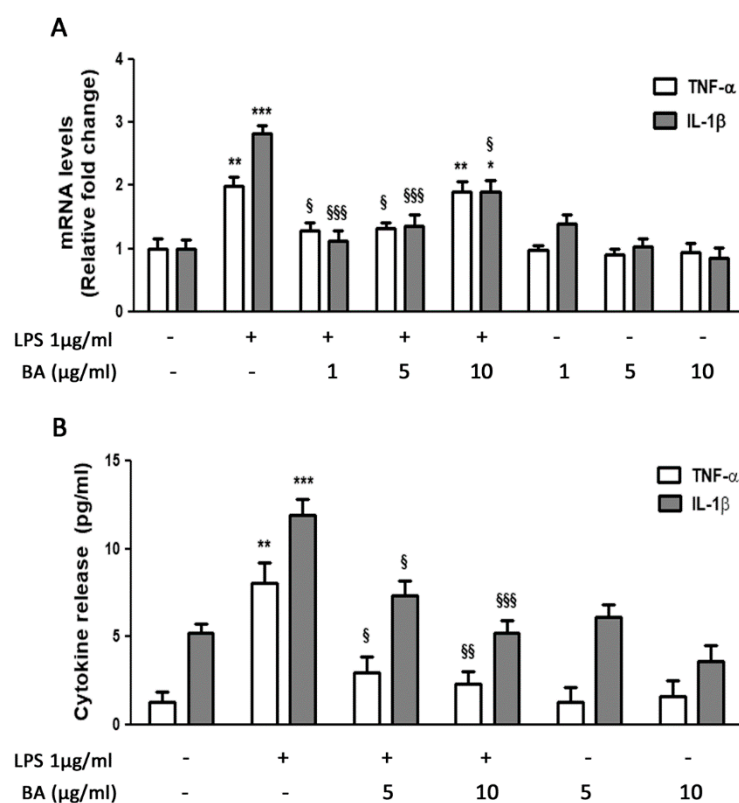 A
mRNA levels
(Relative fold change)
4
3
2
1
0
TNF-α
IL-1β
** *** § §§§ § §§§ ** § * 
LPS 1µg/ml - + + + + - - -
BA (µg/ml) - - 1 5 10 1 5 10
B
Cytokine release (pg/ml)
15
10
5
0
TNF-α
IL-1β
** *** § § §§ §§§
LPS 1µg/ml - + + + - -
BA (µg/ml) - - 5 10 5 10